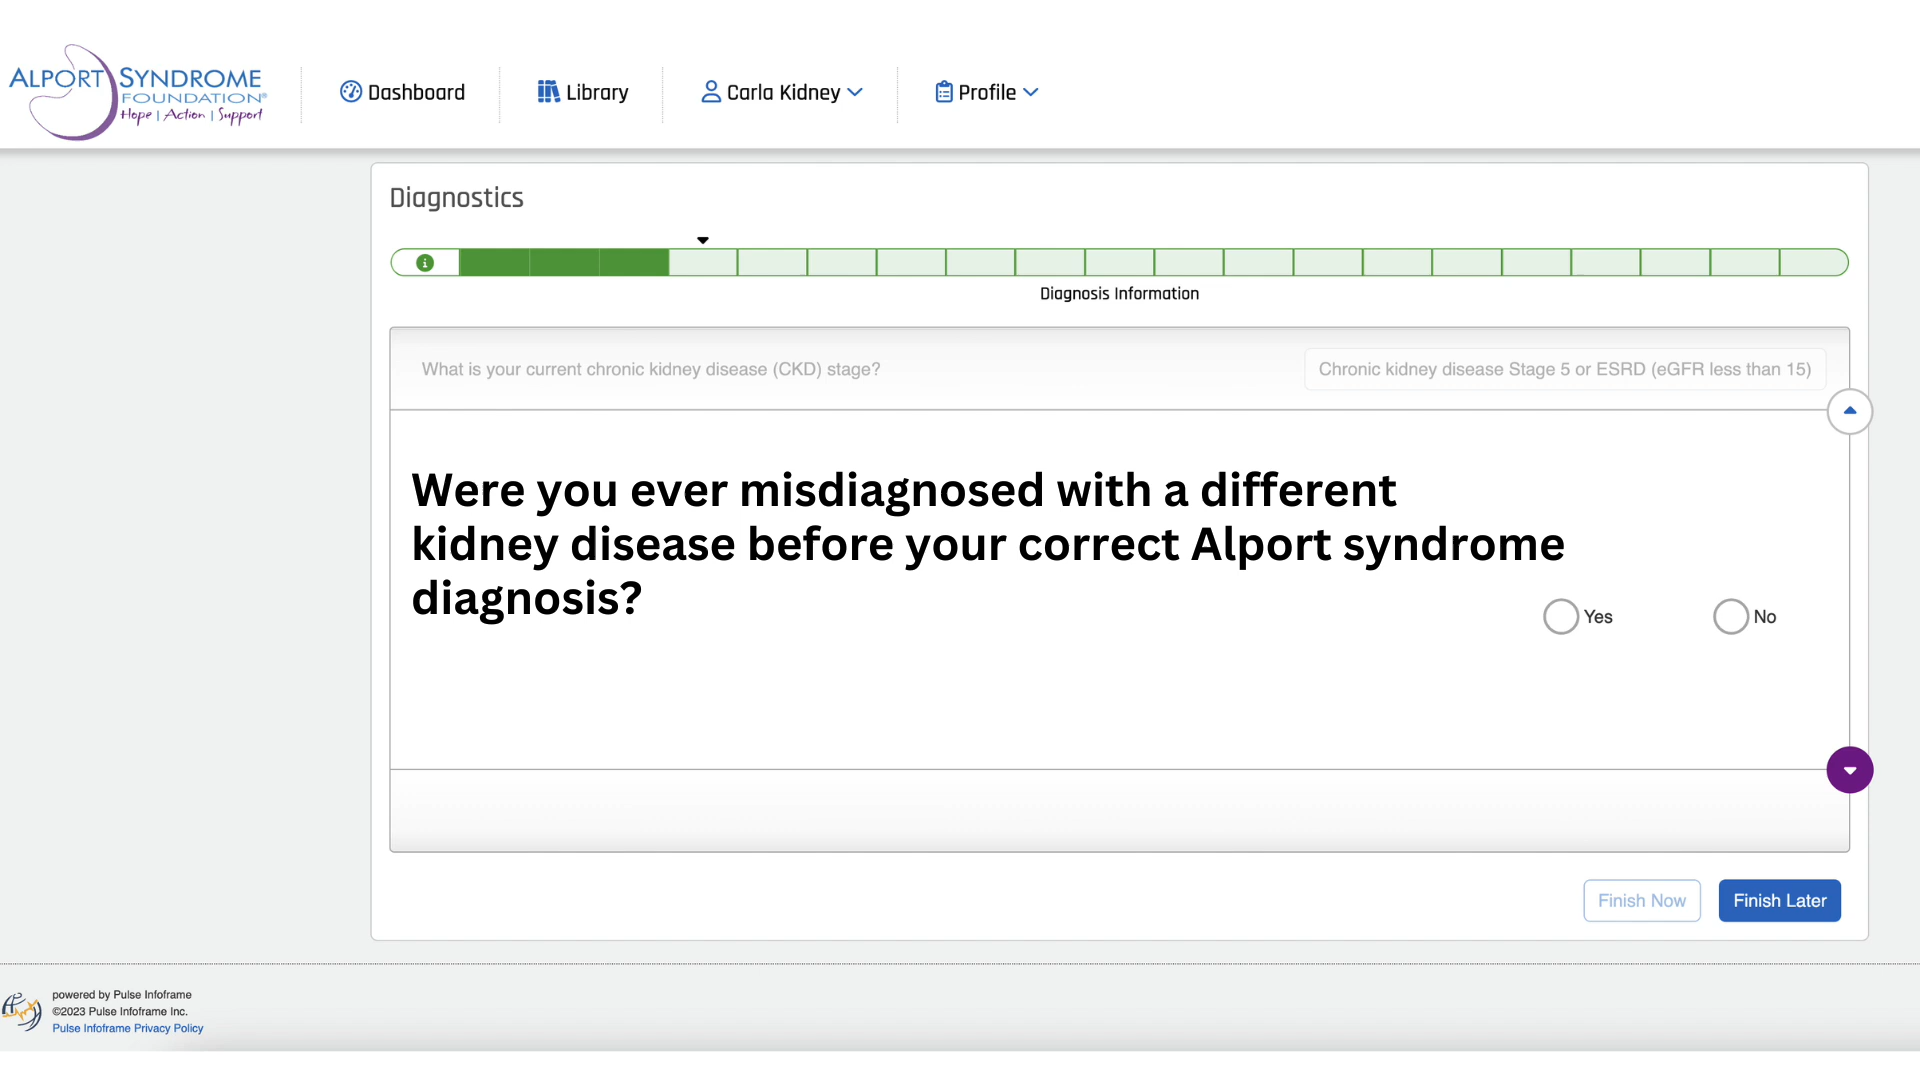 ALPORT SYNDROME
FOUNDATION®
Hope | Action | Support
Dashboard
Library
Carla Kidney
Profile
Diagnostics
i
Diagnosis Information
What is your current chronic kidney disease (CKD) stage?
Chronic kidney disease Stage 5 or ESRD (eGFR less than 15)
Were you ever misdiagnosed with a different
kidney disease before your correct Alport syndrome
diagnosis?
Yes
No
Finish Now
Finish Later
powered by Pulse Infoframe
©2023 Pulse Infoframe Inc.
Pulse Infoframe Privacy Policy